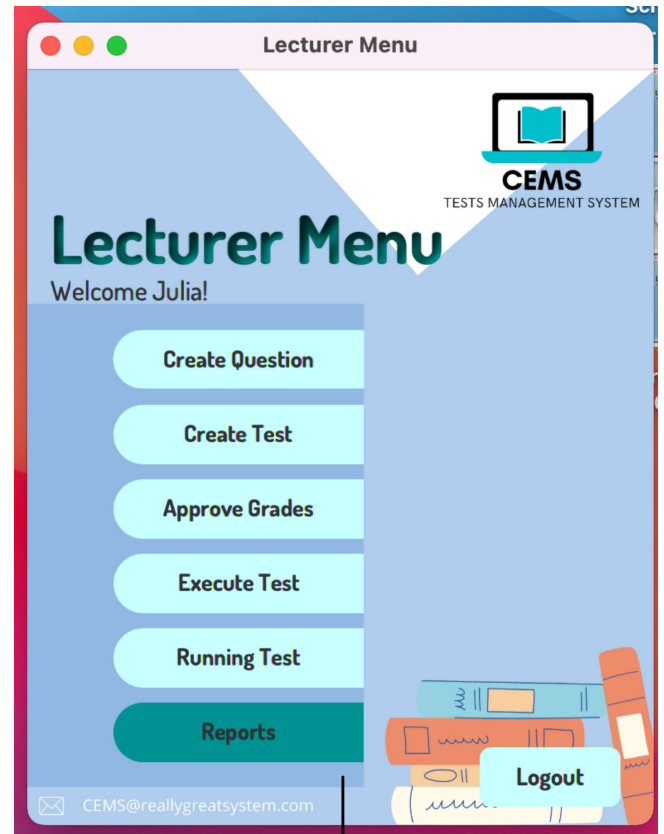 Lecturer Menu
CEMS
TESTS MANAGEMENT SYSTEM
Lecturer Menu
Welcome Julia!
Create Question
Create Test
Approve Grades
Execute Test
Running Test
Reports
Logout
CEMS@reallygreatsystem.com